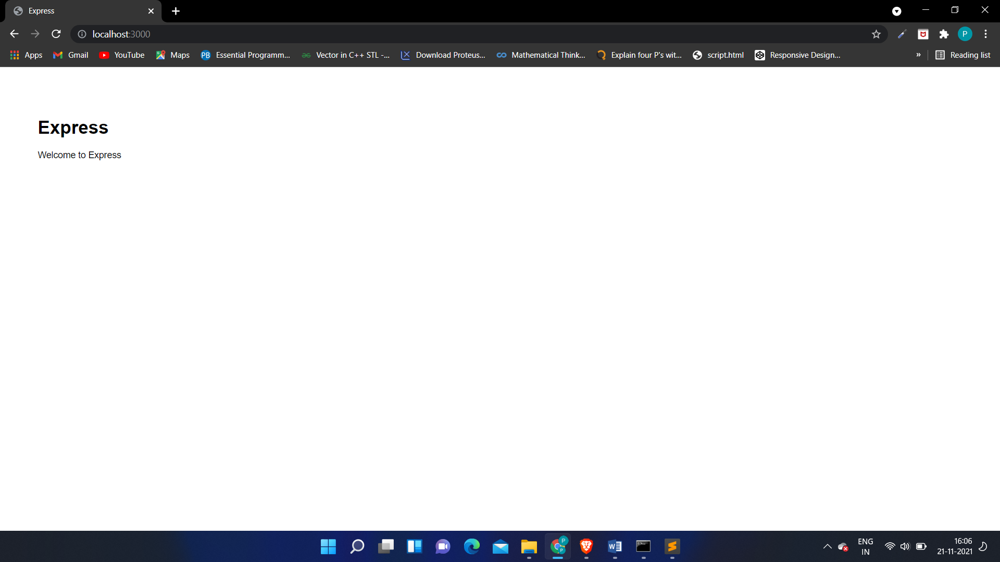 Express
localhost:3000
Apps Gmail YouTube Maps PB Essential Programm... Vector in C++ STL -... Download Proteus... Mathematical Think... Explain four P's wit... script.html Responsive Design... » Reading list
P
Express
Welcome to Express
ENG
IN
16:06
21-11-2021